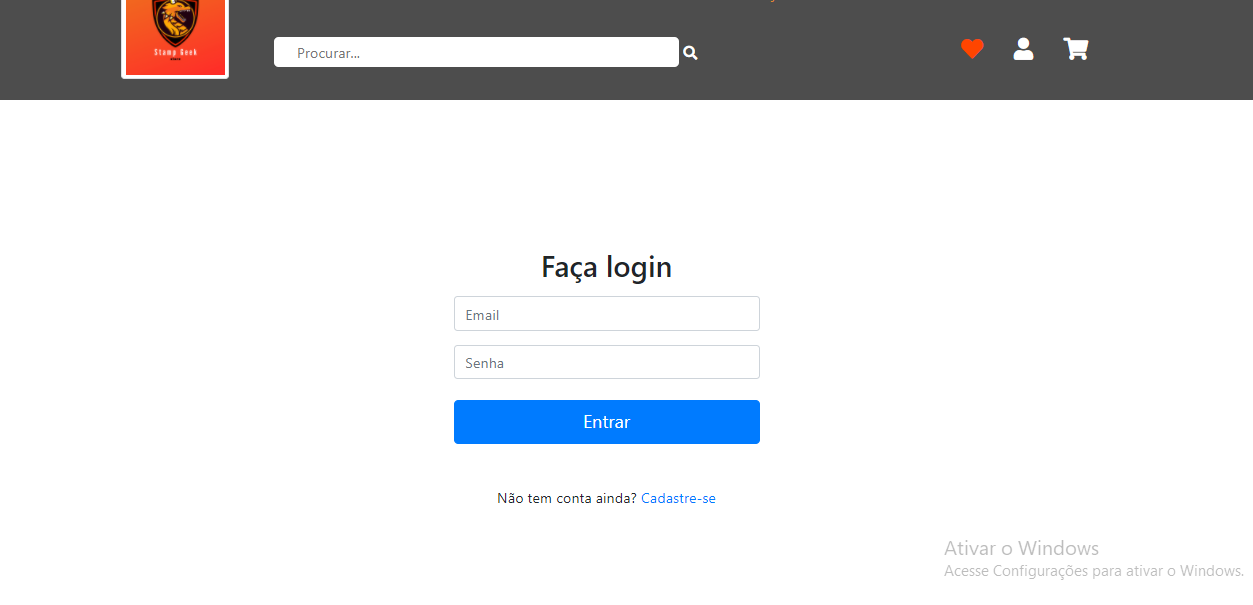 Stamp Geek
Procurar...
Faça login
Email
Senha
Entrar
Não tem conta ainda? Cadastre-se
Ativar o Windows
Acesse Configurações para ativar o Windows.